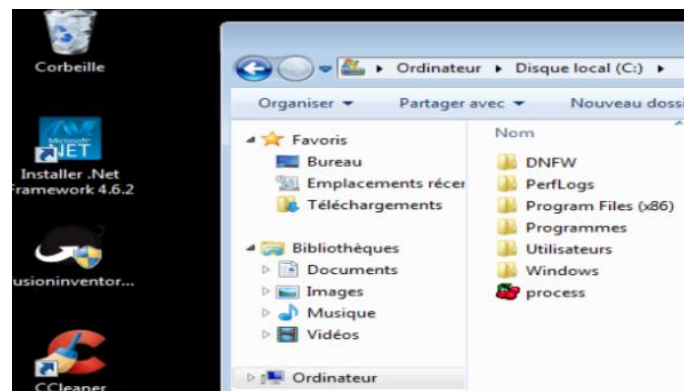 Corbeille
Microsoft
.NET
Installer .Net
Framework 4.6.2
usioninventor...
CCleaner
Ordinateur
Disque local (C:)
Organiser
Partager avec
Nouveau dossi
Favoris
Bureau
Emplacements récer
Téléchargements
Bibliothèques
Documents
Images
Musique
Vidéos
Ordinateur
Nom
DNFW
PerfLogs
Program Files (x86)
Programmes
Utilisateurs
Windows
process